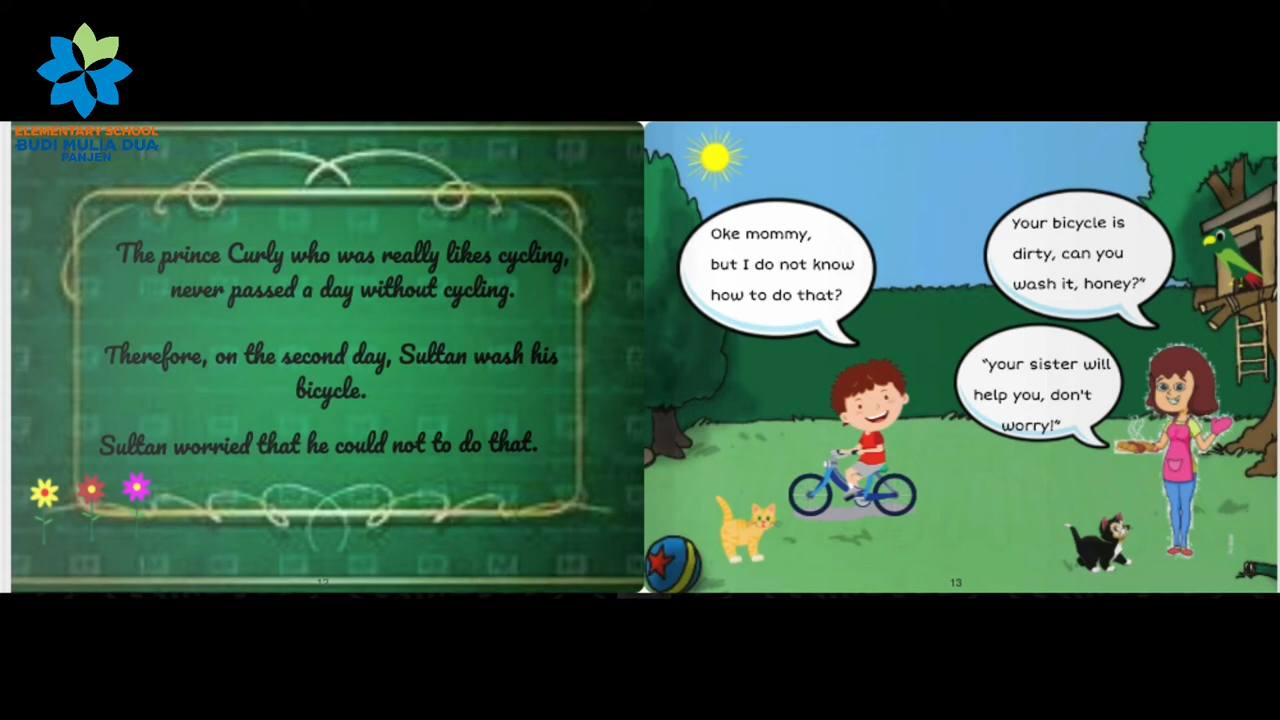 ELEMENTARY SCHOOL
BUDI MULIA DUA
PANJEN
The prince Curly who was really likes cycling,
never passed a day without cycling.
Therefore, on the second day, Sultan wash his
bicycle.
Sultan worried that he could not to do that.
12
Oke mommy,
but I do not know
how to do that?
Your bicycle is
dirty, can you
wash it, honey?"
"your sister will
help you, don't
worry!"
13